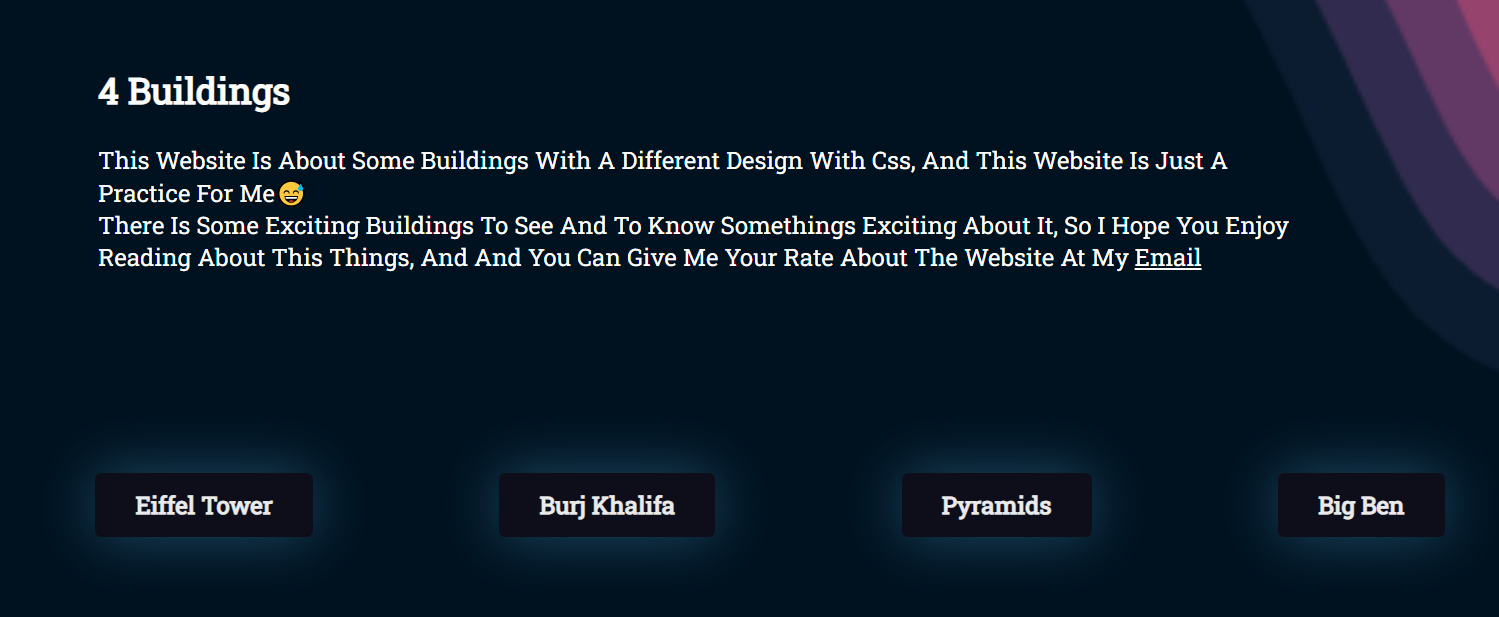 4 Buildings
This Website Is About Some Buildings With A Different Design With Css, And This Website Is Just A
Practice For Me😅
There Is Some Exciting Buildings To See And To Know Somethings Exciting About It, So I Hope You Enjoy
Reading About This Things, And And You Can Give Me Your Rate About The Website At My Email
Eiffel Tower
Burj Khalifa
Pyramids
Big Ben